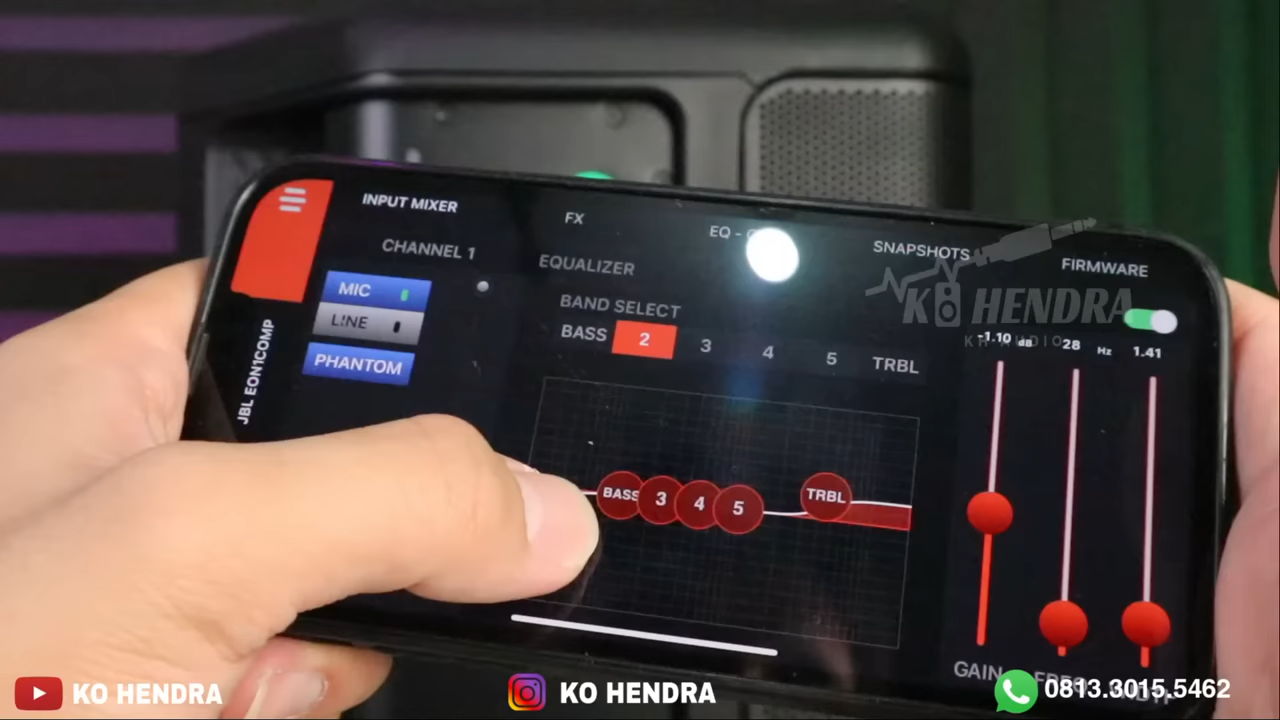 INPUT MIXER
FX
EQ -
SNAPSHOTS
FIRMWARE
CHANNEL 1
MIC
LINE
PHANTOM
JBL EON1COMP
EQUALIZER
BAND SELECT
BASS 2 3 4 5 TRBL
BASS 3 4 5 TRBL
-1.10 dB 28 Hz 1.41
GAIN
KO HENDRA
KO HENDRA
KO HENDRA
0813.3015.5462